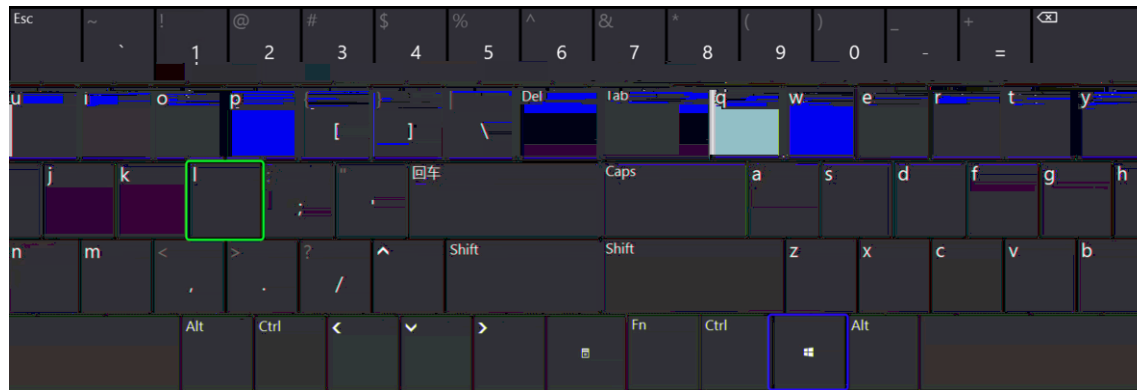 Esc ~ ` ! 1 @ 2 # 3 $ 4 % 5 ^ 6 & 7 * 8 ( 9 ) 0 _ - + =
u i o p { [ } ] | \ Del Tab q w e r t y
j k l : ; " ' 回车 Caps a s d f g h
n m < , > . ? / Shift Shift z x c v b
Alt Ctrl Fn Ctrl Alt